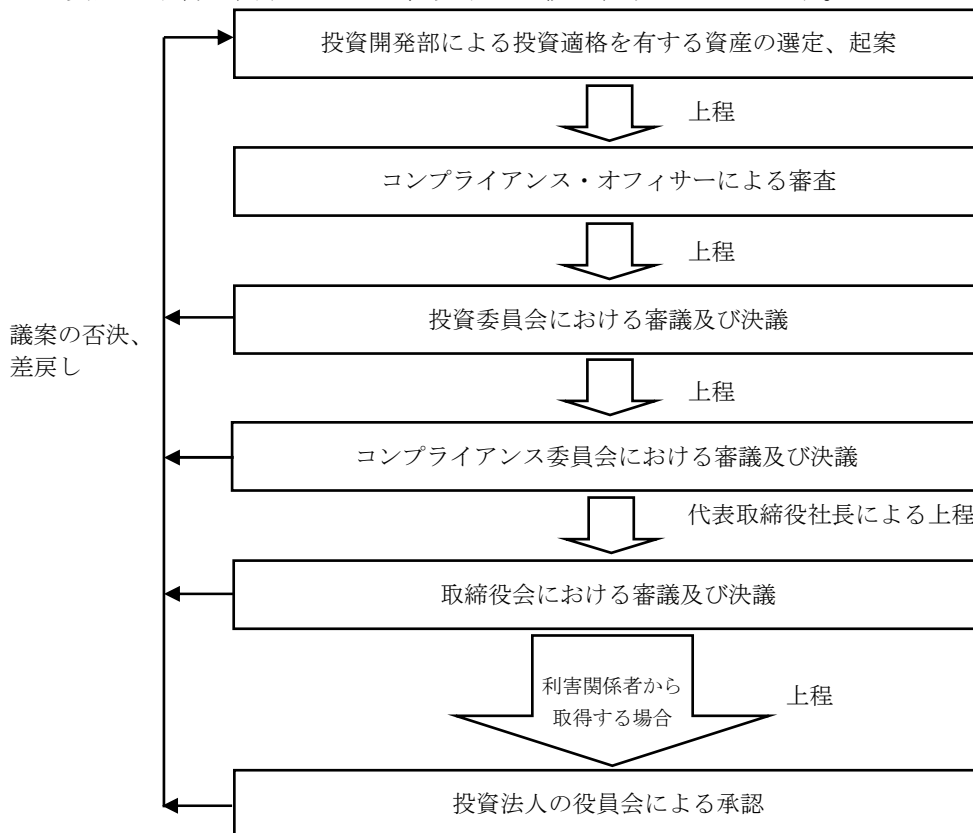 投資開発部による投資適格を有する資産の選定、起案
上程
コンプライアンス・オフィサーによる審査
上程
投資委員会における審議及び決議
議案の否決、
差戻し
上程
コンプライアンス委員会における審議及び決議
代表取締役社長による上程
取締役会における審議及び決議
利害関係者から
取得する場合
上程
投資法人の役員会による承認